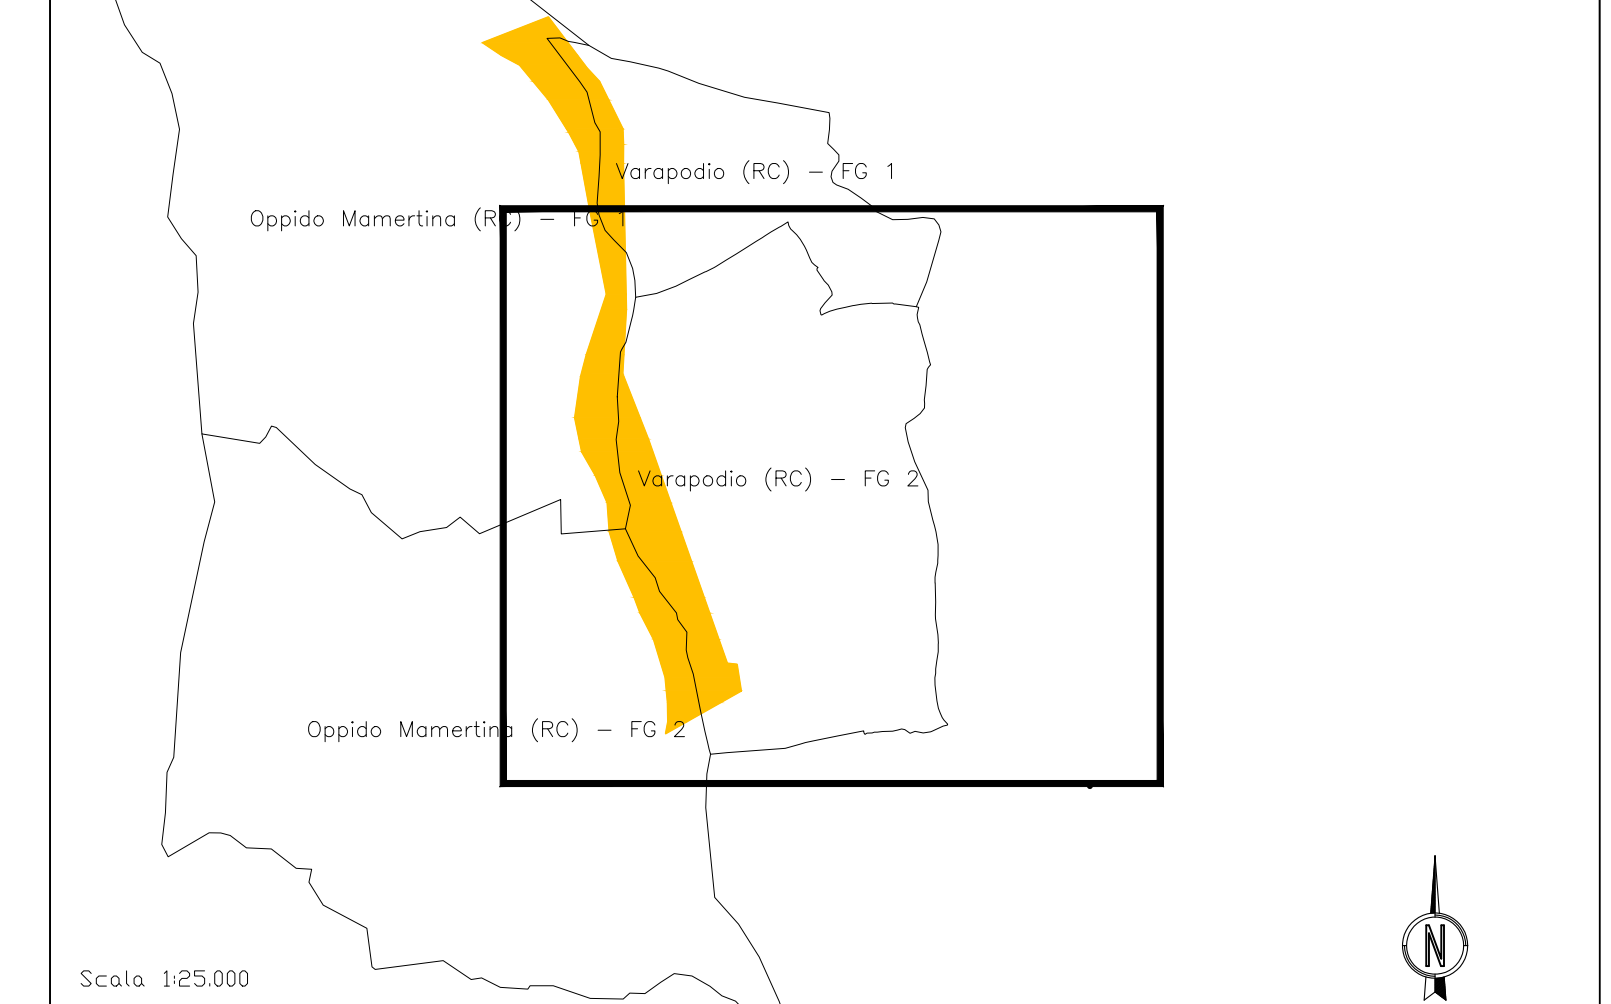 Varapodio (RC) - FG 1
Oppido Mamertina (RC) - FG 1
Varapodio (RC) - FG 2
Oppido Mamertina (RC) - FG 2
N
Scala 1:25.000